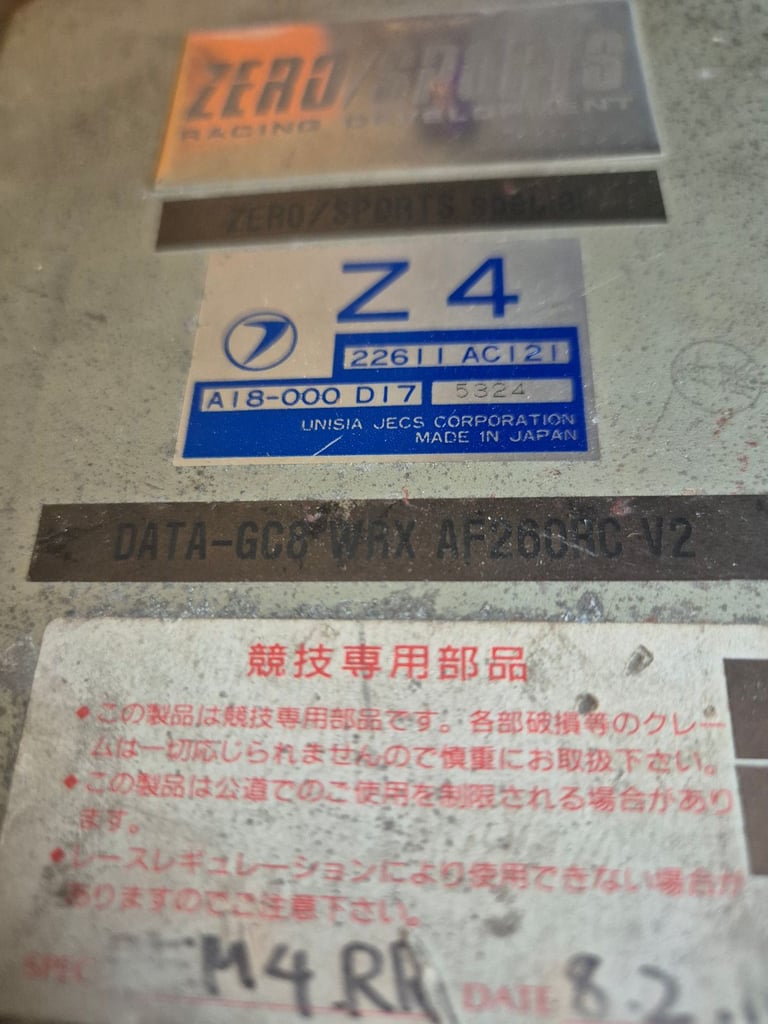 ZERO/SPORTS
RACING DEVELOPMENT
ZERO/SPORTS special
Z4
22611 AC121
A18-000 D17 5324
UNISIA JECS CORPORATION
MADE IN JAPAN
DATA-GC8 WRX AF260RC V2
競技専用部品
◆この製品は競技専用部品です。各部破損等のクレー
ムは一切応じられませんので慎重にお取扱下さい。
◆この製品は公道でのご使用を制限される場合があり
ます。
◆レースレギュレーションにより使用できない場合が
ありますのでご注意下さい。
SPEC M4RR DATE 8.2.